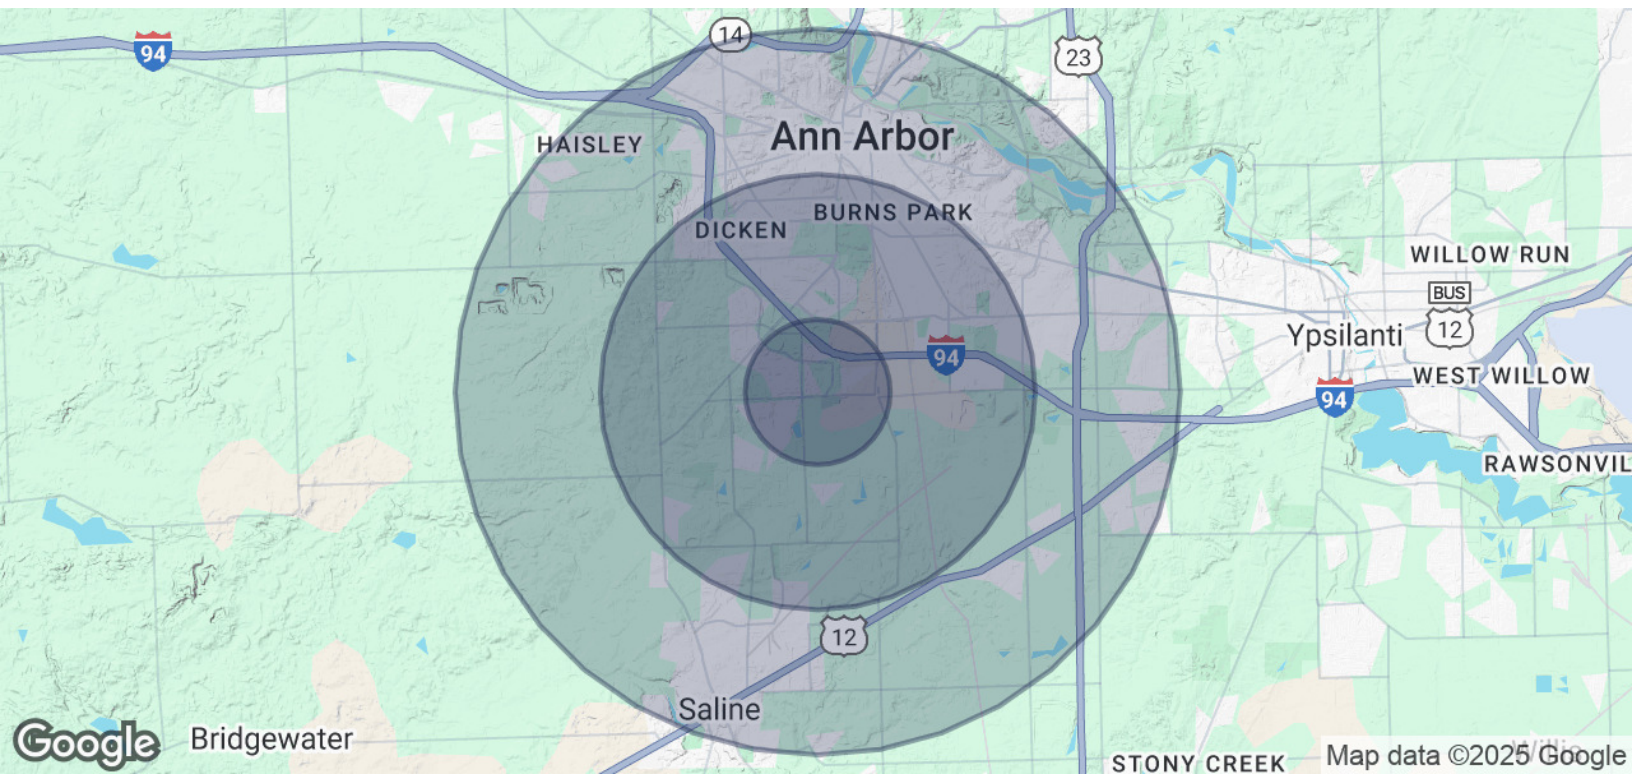 14
94
23
Ann Arbor
HAISLEY
BURNS PARK
DICKEN
WILLOW RUN
BUS
12
Ypsilanti
94
WEST WILLOW
94
RAWSONVIL
12
Saline
Google
Bridgewater
STONY CREEK
Map data ©2025 Google